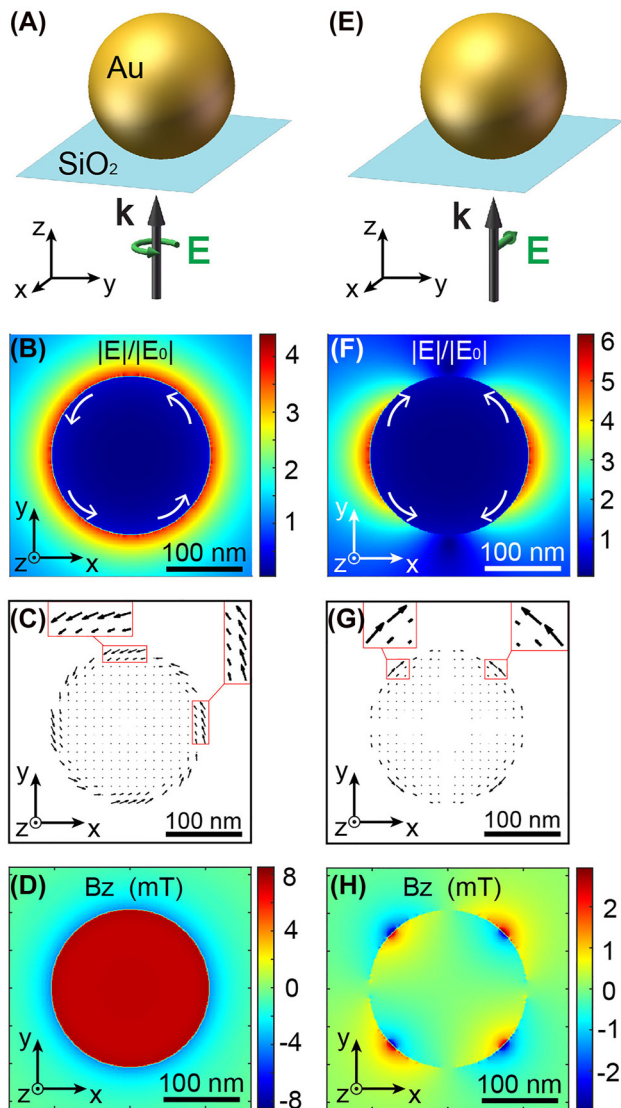 (A)
Au
SiO₂
k
E
z
x
y
(E)
k
E
z
x
y
(B)
|E|/|E₀|
4
3
2
1
y
z
x
100 nm
(F)
|E|/|E₀|
6
5
4
3
2
1
y
z
x
100 nm
(C)
y
z
x
100 nm
(G)
y
z
x
100 nm
(D)
Bz (mT)
8
4
0
-4
-8
y
z
x
100 nm
(H)
Bz (mT)
2
1
0
-1
-2
y
z
x
100 nm